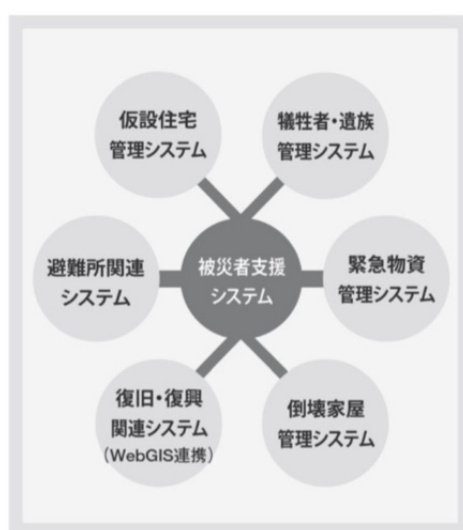 仮設住宅
管理システム
犠牲者・遺族
管理システム
避難所関連
システム
被災者支援
システム
緊急物資
管理システム
復旧・復興
関連システム
(WebGIS連携)
倒壊家屋
管理システム